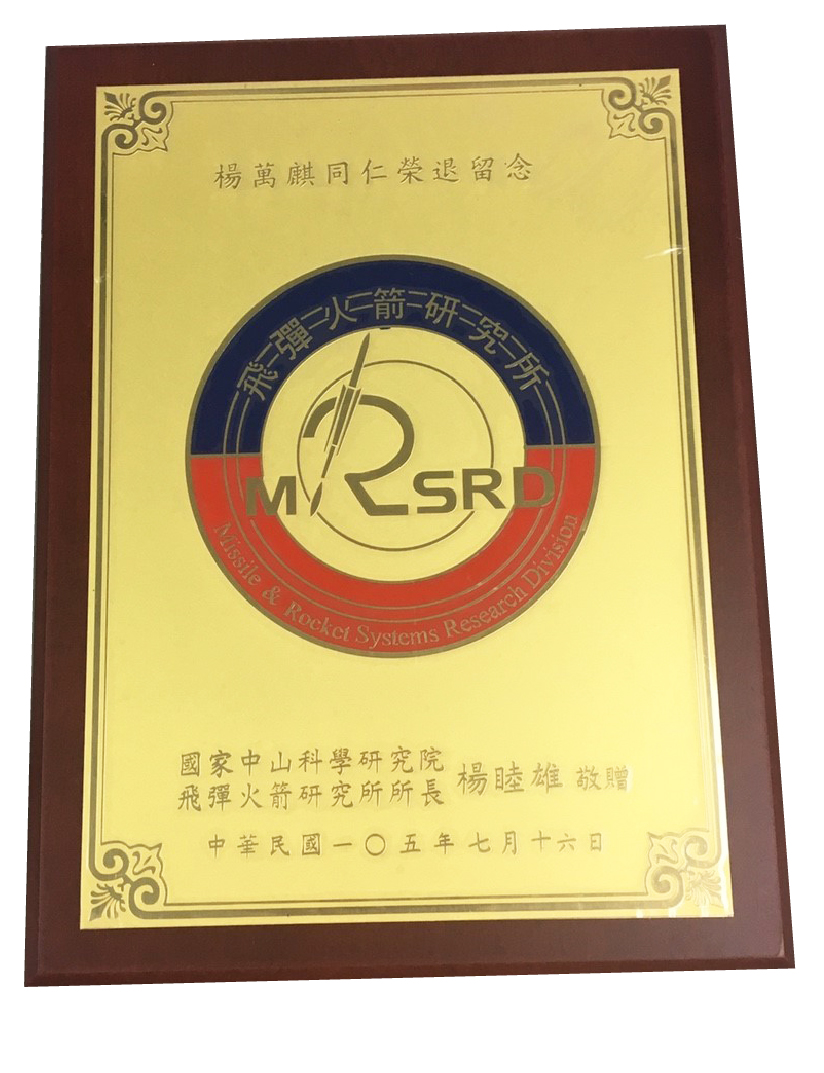 楊萬麒同仁榮退留念
飛彈火箭研究所
MRSRD
Missile & Rocket Systems Research Division
國家中山科學研究院
飛彈火箭研究所所長 楊睦雄 敬贈
中華民國一〇五年七月十六日